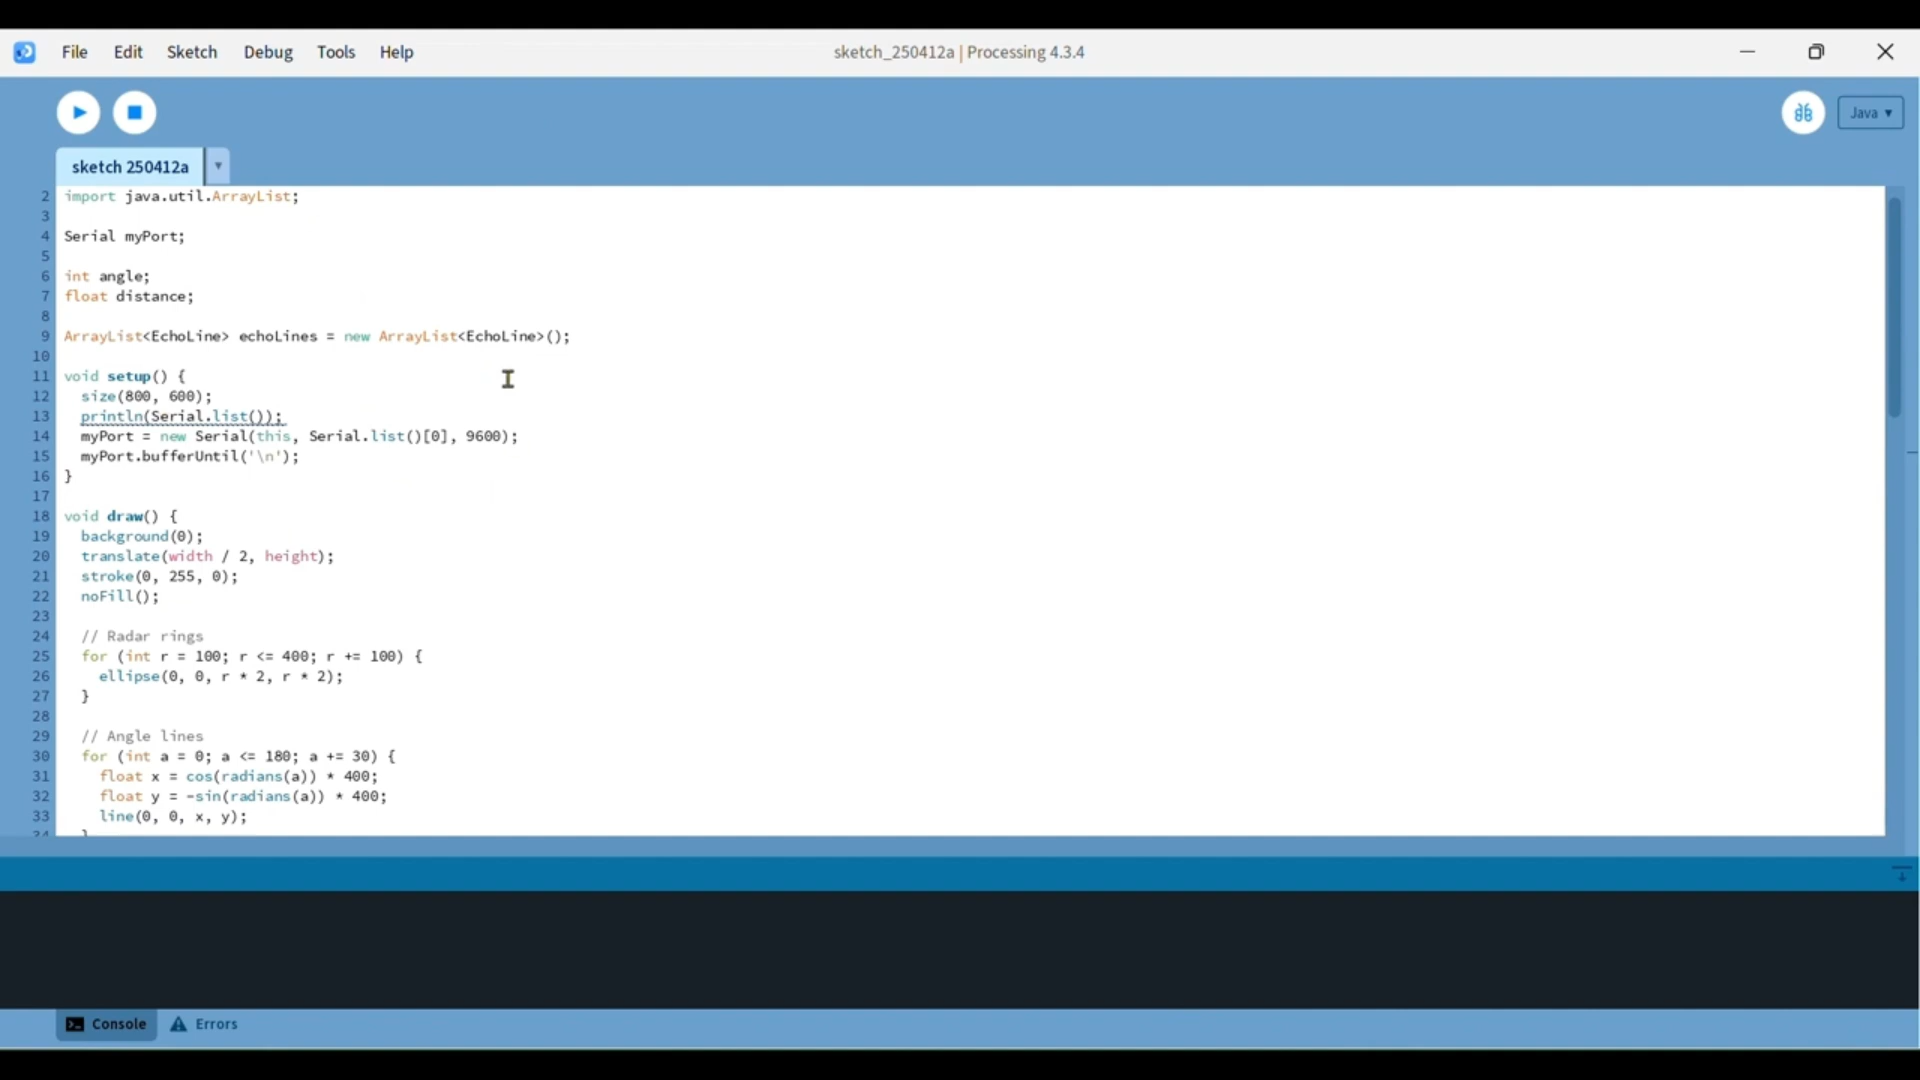 File Edit Sketch Debug Tools Help sketch_250412a | Processing 4.3.4
Java ▾
sketch 250412a ▾
2 import java.util.ArrayList;
3
4 Serial myPort;
5
6 int angle;
7 float distance;
8
9 ArrayList<EchoLine> echoLines = new ArrayList<EchoLine>();
10
11 void setup() {
12 size(800, 600);
13 println(Serial.list());
14 myPort = new Serial(this, Serial.list()[0], 9600);
15 myPort.bufferUntil('\n');
16 }
17
18 void draw() {
19 background(0);
20 translate(width / 2, height);
21 stroke(0, 255, 0);
22 noFill();
23
24 // Radar rings
25 for (int r = 100; r <= 400; r += 100) {
26 ellipse(0, 0, r * 2, r * 2);
27 }
28
29 // Angle lines
30 for (int a = 0; a <= 180; a += 30) {
31 float x = cos(radians(a)) * 400;
32 float y = -sin(radians(a)) * 400;
33 line(0, 0, x, y);
34 }
Console Errors